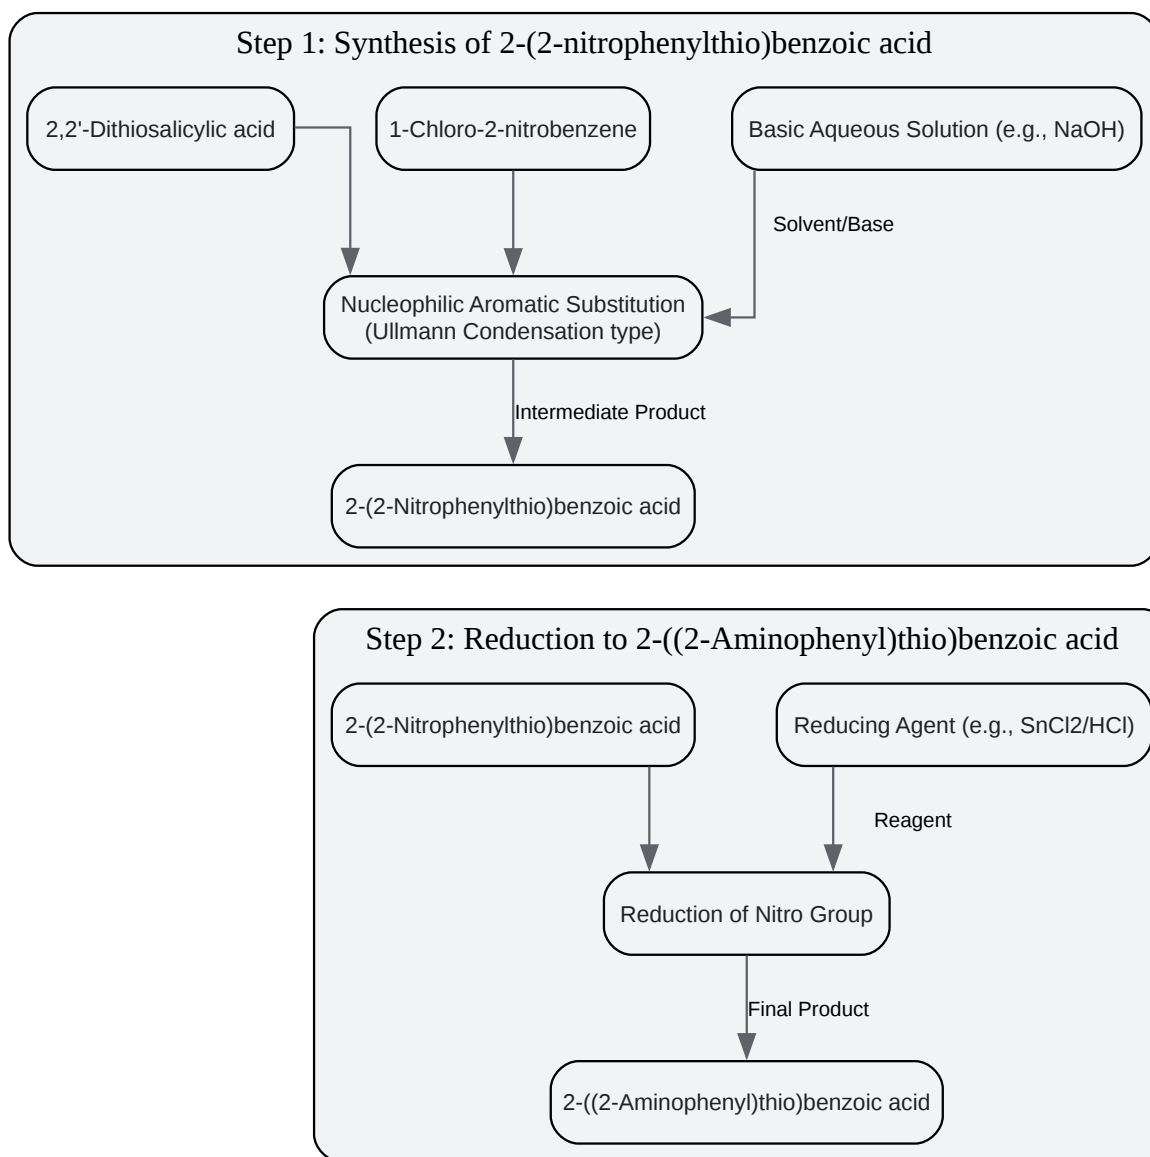 Step 1: Synthesis of 2-(2-nitrophenylthio)benzoic acid
2,2'-Dithiosalicylic acid
1-Chloro-2-nitrobenzene
Basic Aqueous Solution (e.g., NaOH)
Solvent/Base
Nucleophilic Aromatic Substitution
(Ullmann Condensation type)
Intermediate Product
2-(2-Nitrophenylthio)benzoic acid
Step 2: Reduction to 2-((2-Aminophenyl)thio)benzoic acid
2-(2-Nitrophenylthio)benzoic acid
Reducing Agent (e.g., SnCl2/HCl)
Reagent
Reduction of Nitro Group
Final Product
2-((2-Aminophenyl)thio)benzoic acid